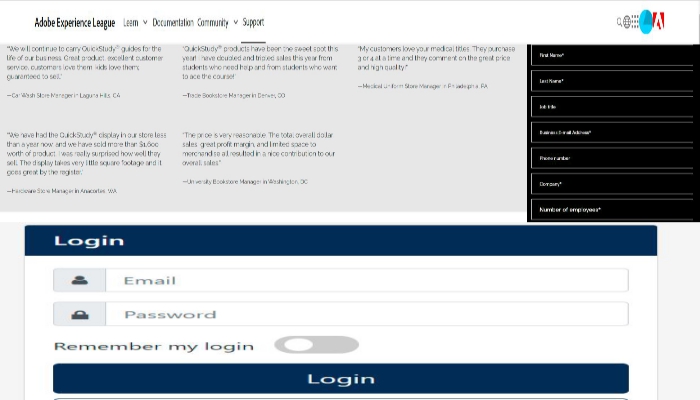 Adobe Experience League Learn Documentation Community Support
"We will continue to carry QuickStudy® guides for the
life of our business. Great product, excellent customer
service, customers love them, kids love them,
guaranteed to sell."
—Car Wash Store Manager in Laguna Hills, CA
"QuickStudy® products have been the sweet spot this
year! I have doubled and tripled sales this year from
students who need help and from students who want
to ace the course!"
—Trade Bookstore Manager in Denver, CO
"My customers love your medical titles. They purchase
3 or 4 at a time and they comment on the great price
and high quality."
—Medical Uniform Store Manager in Philadelphia, PA
"We have had the QuickStudy® display in our store less
than a year now and we have sold more than $1,600
worth of product. I was really surprised how well they
sell. The display takes very little square footage and it
goes great by the register."
—Hardware Store Manager in Anacortes, WA
"The price is very reasonable. The total overall dollar
sales, great profit margin, and limited space to
merchandise all resulted in a nice contribution to our
overall sales."
—University Bookstore Manager in Washington, DC
First Name*
Last Name*
Job title
Business Email Address*
Phone number
Company*
Number of employees*
Login
Email
Password
Remember my login
Login